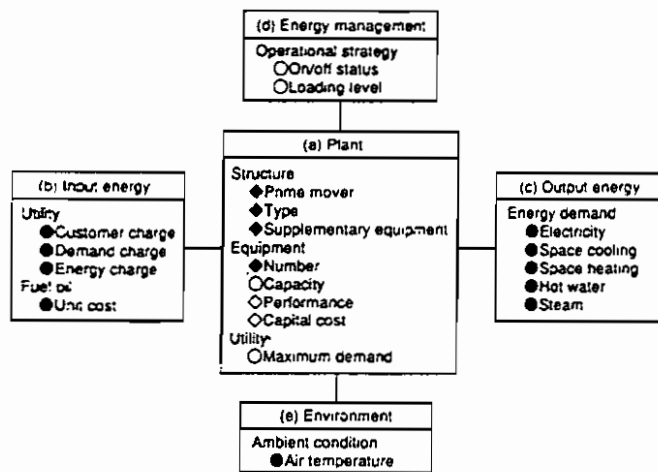 (d) Energy management
Operational strategy
○On/off status
○Loading level
(a) Plant
Structure
◆Prime mover
◆Type
◆Supplementary equipment
Equipment
◆Number
○Capacity
◇Performance
◇Capital cost
Utility
○Maximum demand
(b) Input energy
Utility
●Customer charge
●Demand charge
●Energy charge
Fuel oil
●Unit cost
(c) Output energy
Energy demand
●Electricity
●Space cooling
●Space heating
●Hot water
●Steam
(e) Environment
Ambient condition
●Air temperature